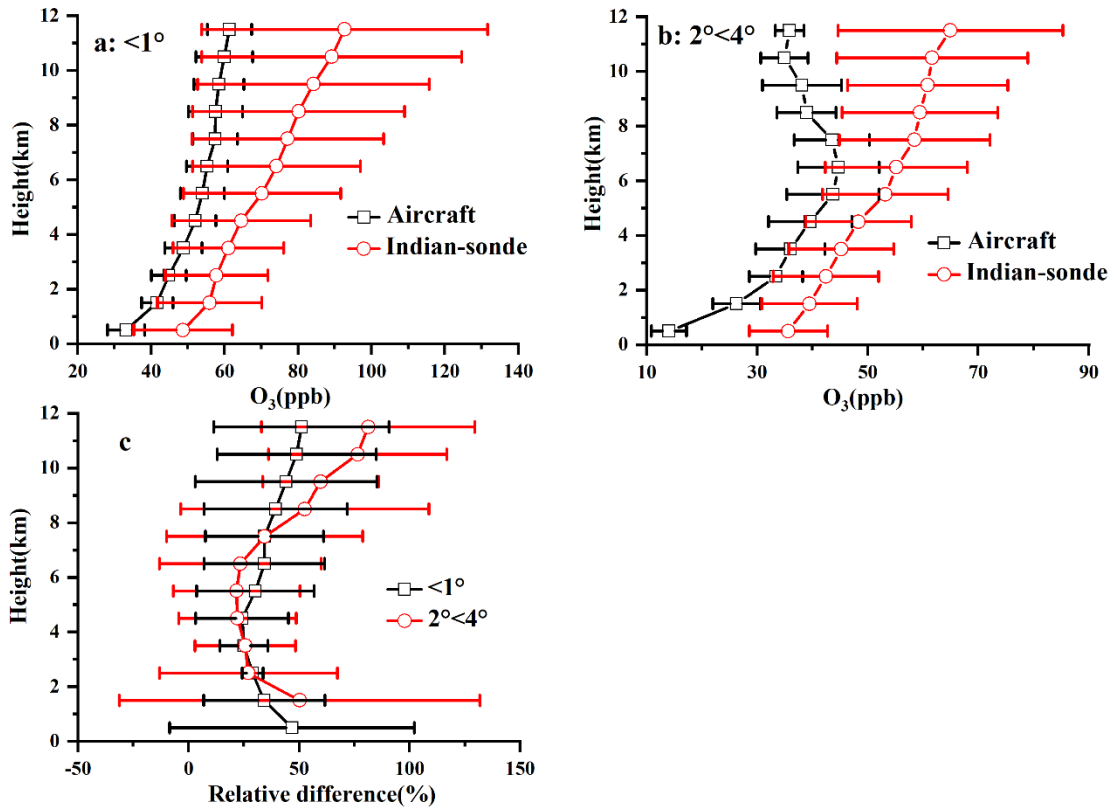 a: <1°
12
10
8
6
4
2
0
Height(km)
Aircraft
Indian-sonde
20 40 60 80 100 120 140
O₃(ppb)
b: 2°<4°
12
10
8
6
4
2
0
Height(km)
Aircraft
Indian-sonde
10 30 50 70 90
O₃(ppb)
c
12
10
8
6
4
2
0
Height(km)
<1°
2°<4°
-50 0 50 100 150
Relative difference(%)